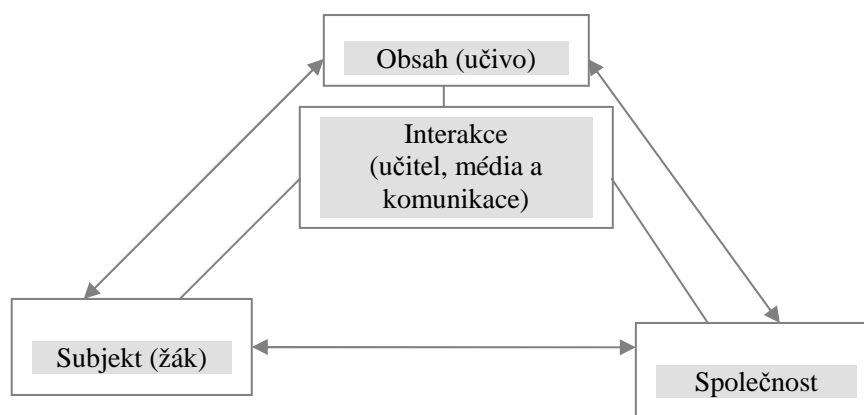 Obsah (učivo)
Interakce
(učitel, média a
komunikace)
Subjekt (žák)
Společnost